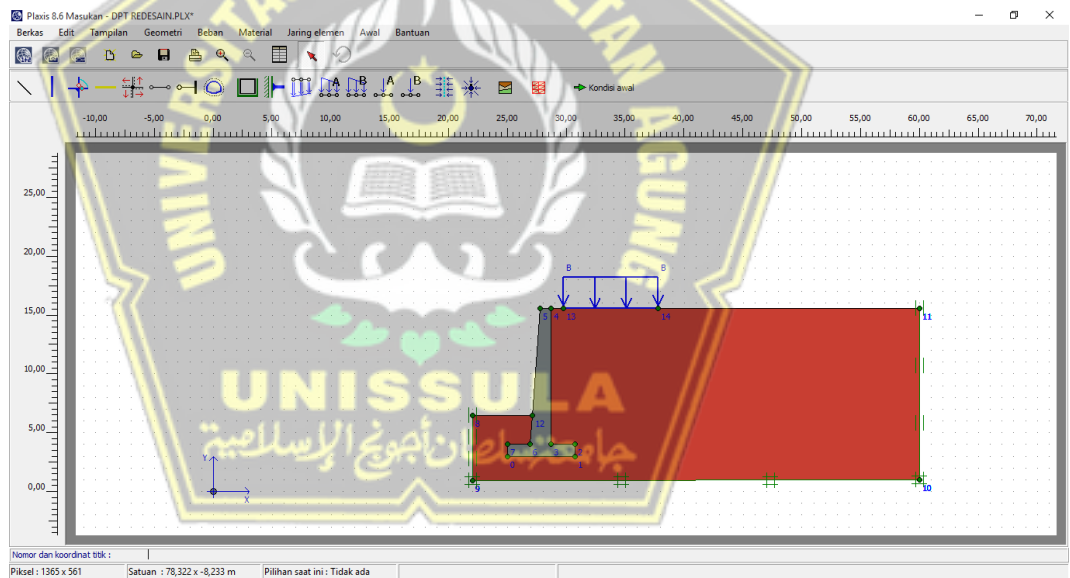 Plaxis 8.6 Masukan - DPT REDESAIN.PLX*
Berkas Edit Tampilan Geometri Beban Material Jaring elemen Awal Bantuan
A B A B Kondisi awal
-10,00 -5,00 0,00 5,00 10,00 15,00 20,00 25,00 30,00 35,00 40,00 45,00 50,00 55,00 60,00 65,00 70,00
25,00
20,00
B B
15,00
5 4 13 14 11
10,00
UNIVERSITAS ISLAM SULTAN AGUNG
UNISSULA
جامعة سلطان أجونج الإسلامية
5,00
8 12
7 6 3 2
0 1
Y
0,00
X
9 10
Nomor dan koordinat titik :
Piksel : 1365 x 561 Satuan : 78,322 x -8,233 m Pilihan saat ini : Tidak ada